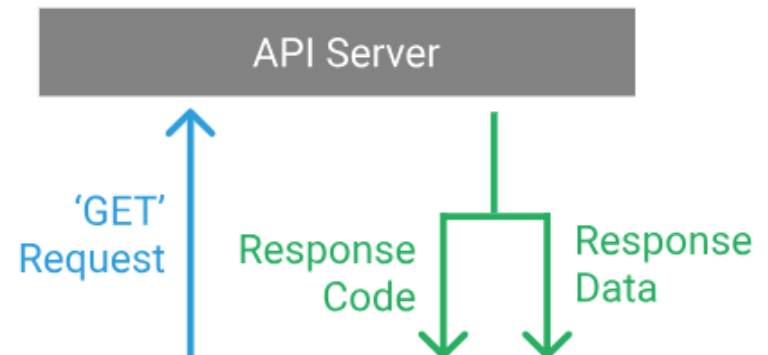 API Server
‘GET’
Request
Response
Code
Response
Data